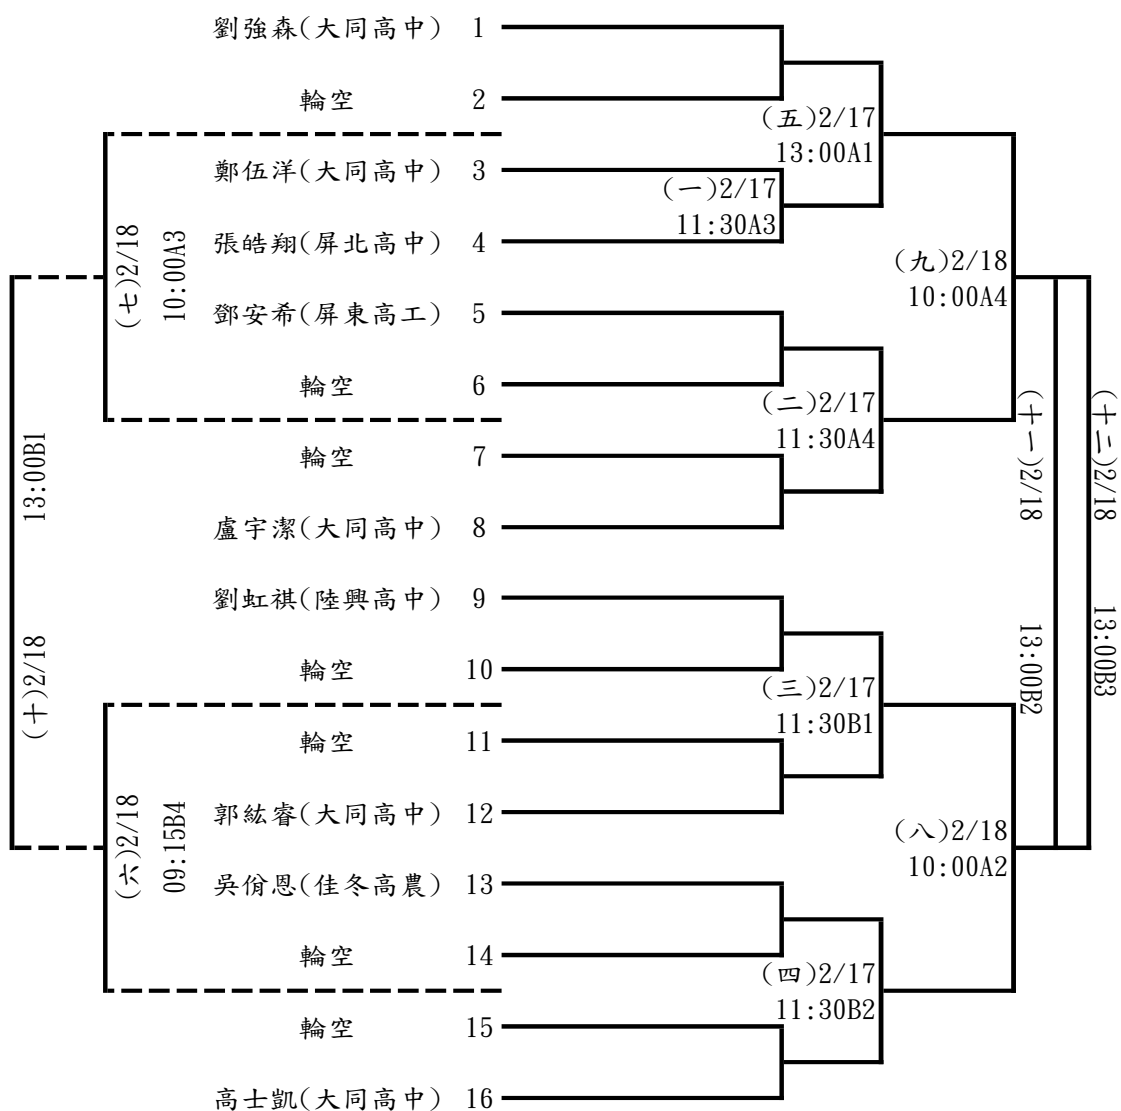 劉強森(大同高中) 1
輪空 2
(五)2/17
13:00A1
鄭伍洋(大同高中) 3
(一)2/17
11:30A3
張皓翔(屏北高中) 4
(七)2/18
10:00A3
(九)2/18
10:00A4
鄧安希(屏東高工) 5
輪空 6
(二)2/17
11:30A4
輪空 7
盧宇潔(大同高中) 8
(十)2/18
13:00B1
(十一)2/18
13:00B2
(十二)2/18
13:00B3
劉虹祺(陸興高中) 9
輪空 10
(三)2/17
11:30B1
輪空 11
郭紘睿(大同高中) 12
(六)2/18
09:15B4
(八)2/18
10:00A2
吳佾恩(佳冬高農) 13
輪空 14
(四)2/17
11:30B2
輪空 15
高士凱(大同高中) 16